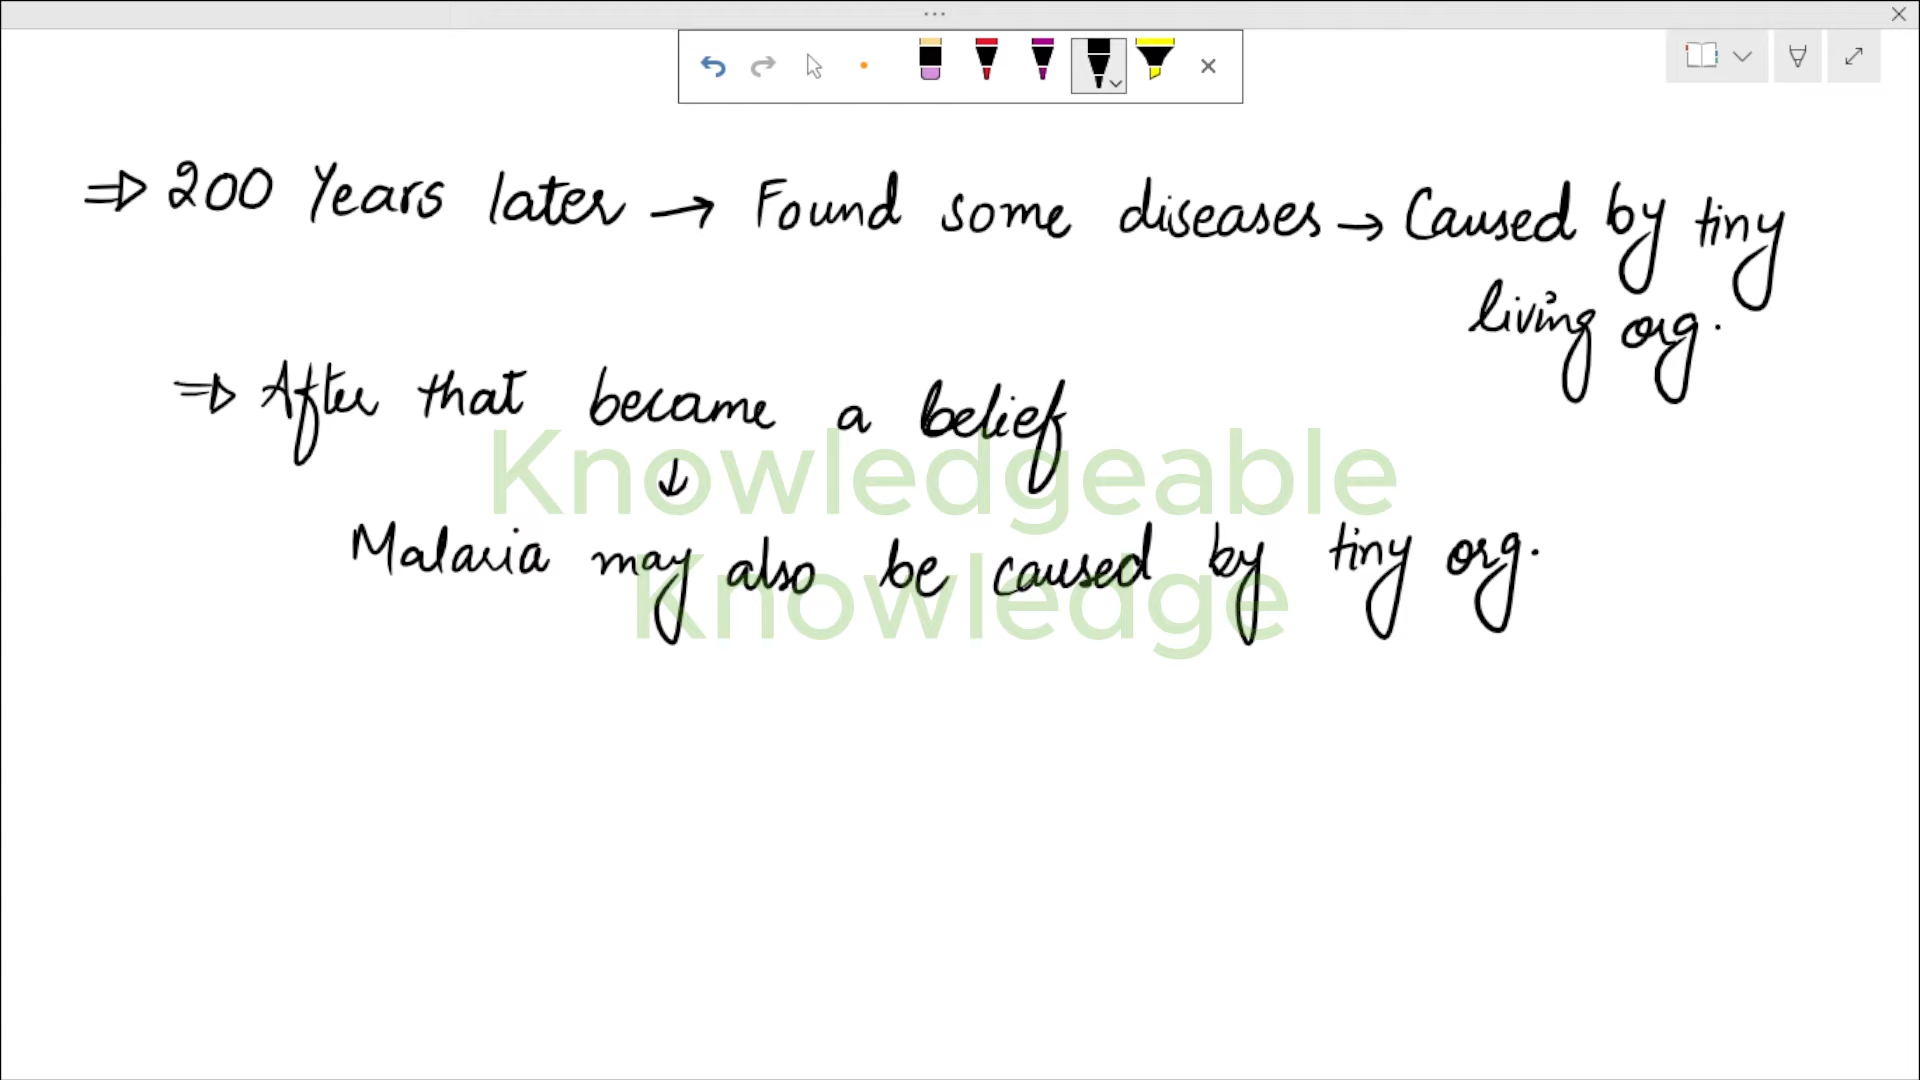 ⇒ 200 Years later → Found some diseases → Caused by tiny
living org.
⇒ After that became a belief
↓
Malaria may also be caused by tiny org.
Knowledgeable
Knowledge